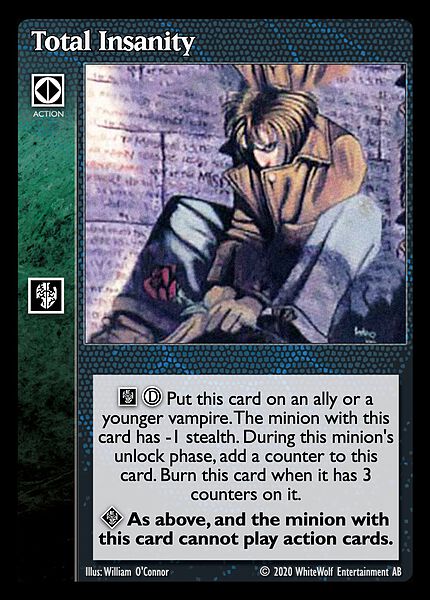 Total Insanity
ACTION
D Put this card on an ally or a
younger vampire. The minion with this
card has -1 stealth. During this minion's
unlock phase, add a counter to this
card. Burn this card when it has 3
counters on it.
As above, and the minion with
this card cannot play action cards.
Illus: William O'Connor © 2020 WhiteWolf Entertainment AB